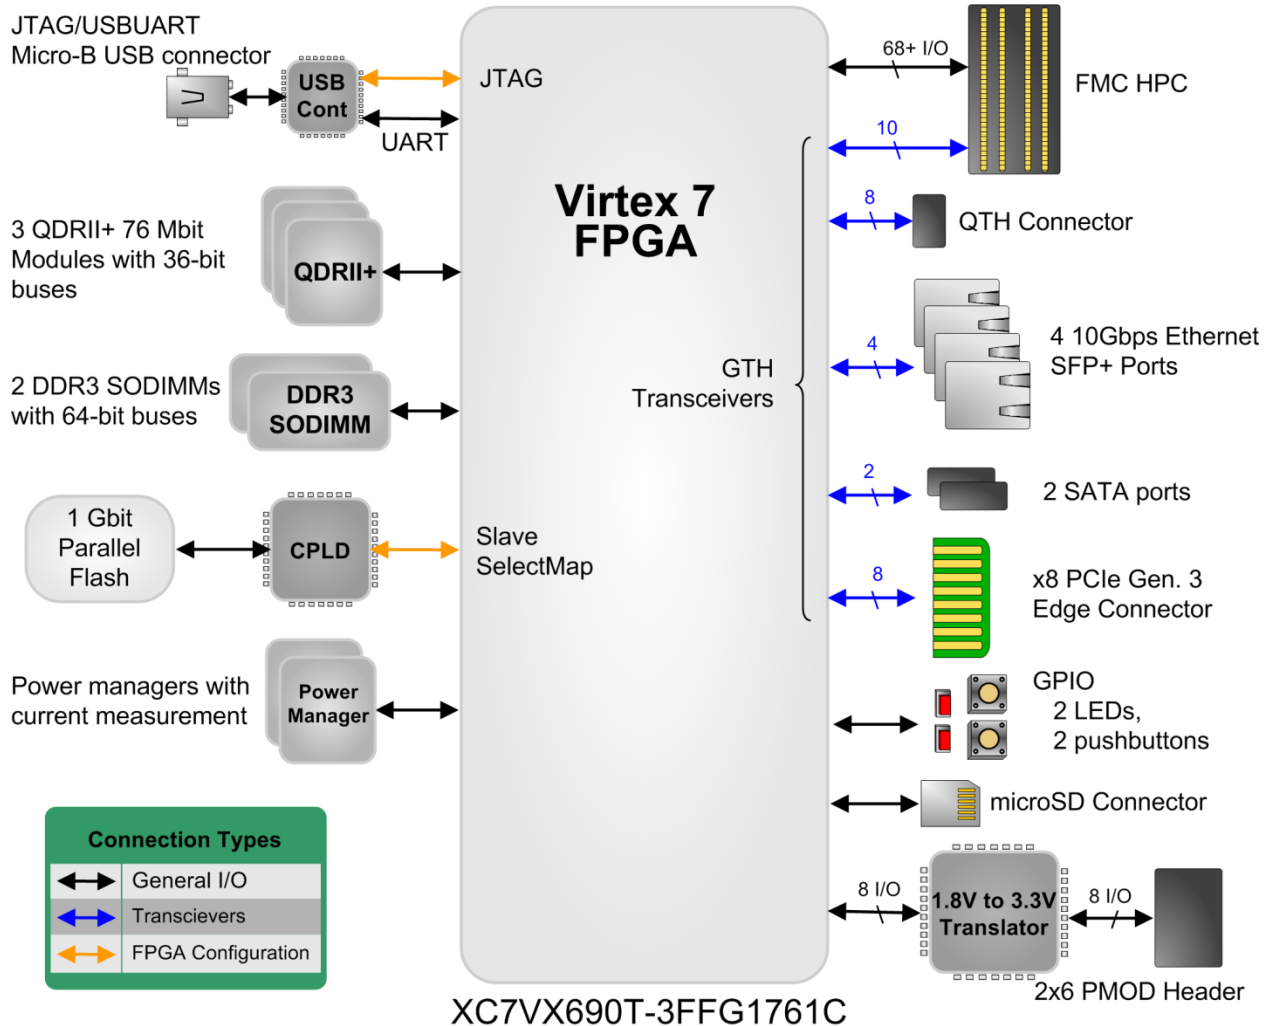 JTAG/USBUART
Micro-B USB connector
USB
Cont
JTAG
UART
3 QDRII+ 76 Mbit
Modules with 36-bit
buses
QDRII+
2 DDR3 SODIMMs
with 64-bit buses
DDR3
SODIMM
1 Gbit
Parallel
Flash
CPLD
Slave
SelectMap
Power managers with
current measurement
Power
Manager
Connection Types
General I/O
Transcievers
FPGA Configuration
Virtex 7
FPGA
GTH
Transceivers
XC7VX690T-3FFG1761C
68+ I/O
FMC HPC
10
8
QTH Connector
4
4 10Gbps Ethernet
SFP+ Ports
2
2 SATA ports
8
x8 PCIe Gen. 3
Edge Connector
GPIO
2 LEDs,
2 pushbuttons
microSD Connector
8 I/O
1.8V to 3.3V
Translator
8 I/O
2x6 PMOD Header